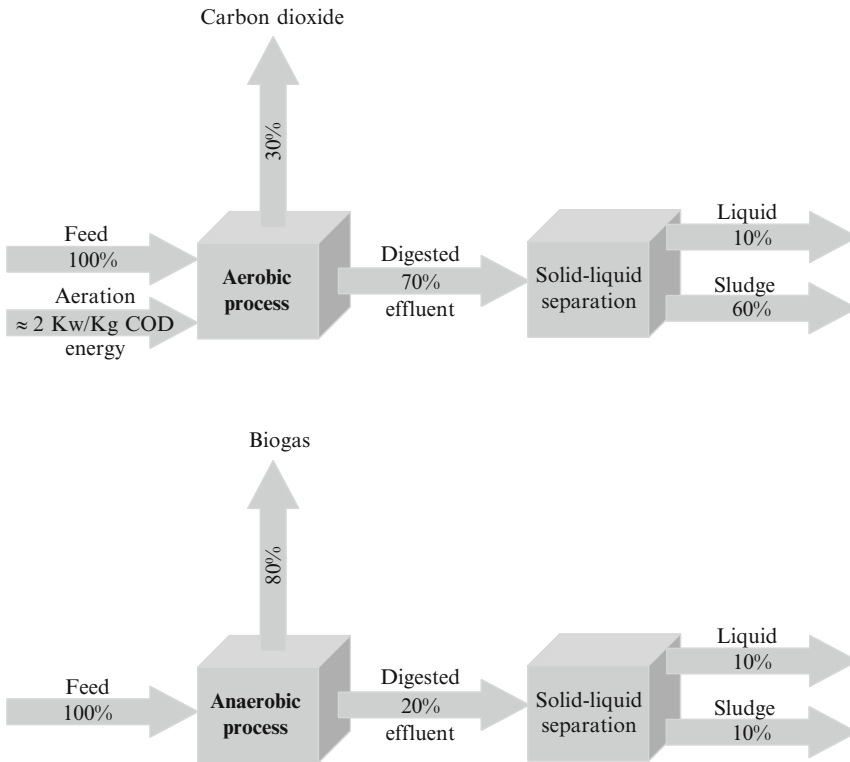 Carbon dioxide
30%
Feed
100%
Aeration
≈ 2 Kw/Kg COD
energy
Aerobic
process
Digested
70%
effluent
Solid-liquid
separation
Liquid
10%
Sludge
60%
Biogas
80%
Feed
100%
Anaerobic
process
Digested
20%
effluent
Solid-liquid
separation
Liquid
10%
Sludge
10%